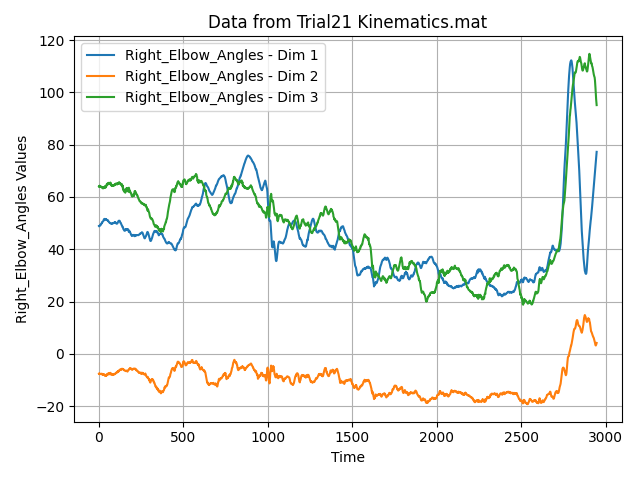 Data from Trial21 Kinematics.mat
Right_Elbow_Angles - Dim 1
Right_Elbow_Angles - Dim 2
Right_Elbow_Angles - Dim 3
Right_Elbow_Angles Values
120
100
80
60
40
20
0
−20
0 500 1000 1500 2000 2500 3000
Time